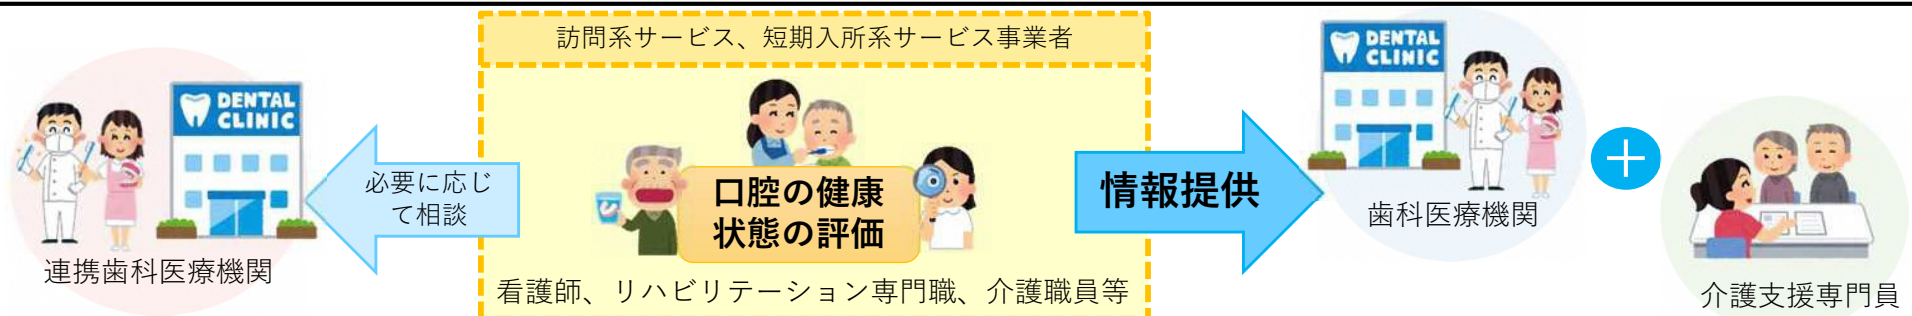 訪問系サービス、短期入所系サービス事業者
DENTAL
CLINIC
必要に応じ
て相談
連携歯科医療機関
口腔の健康
状態の評価
看護師、リハビリテーション専門職、介護職員等
情報提供
DENTAL
CLINIC
歯科医療機関
+
介護支援専門員